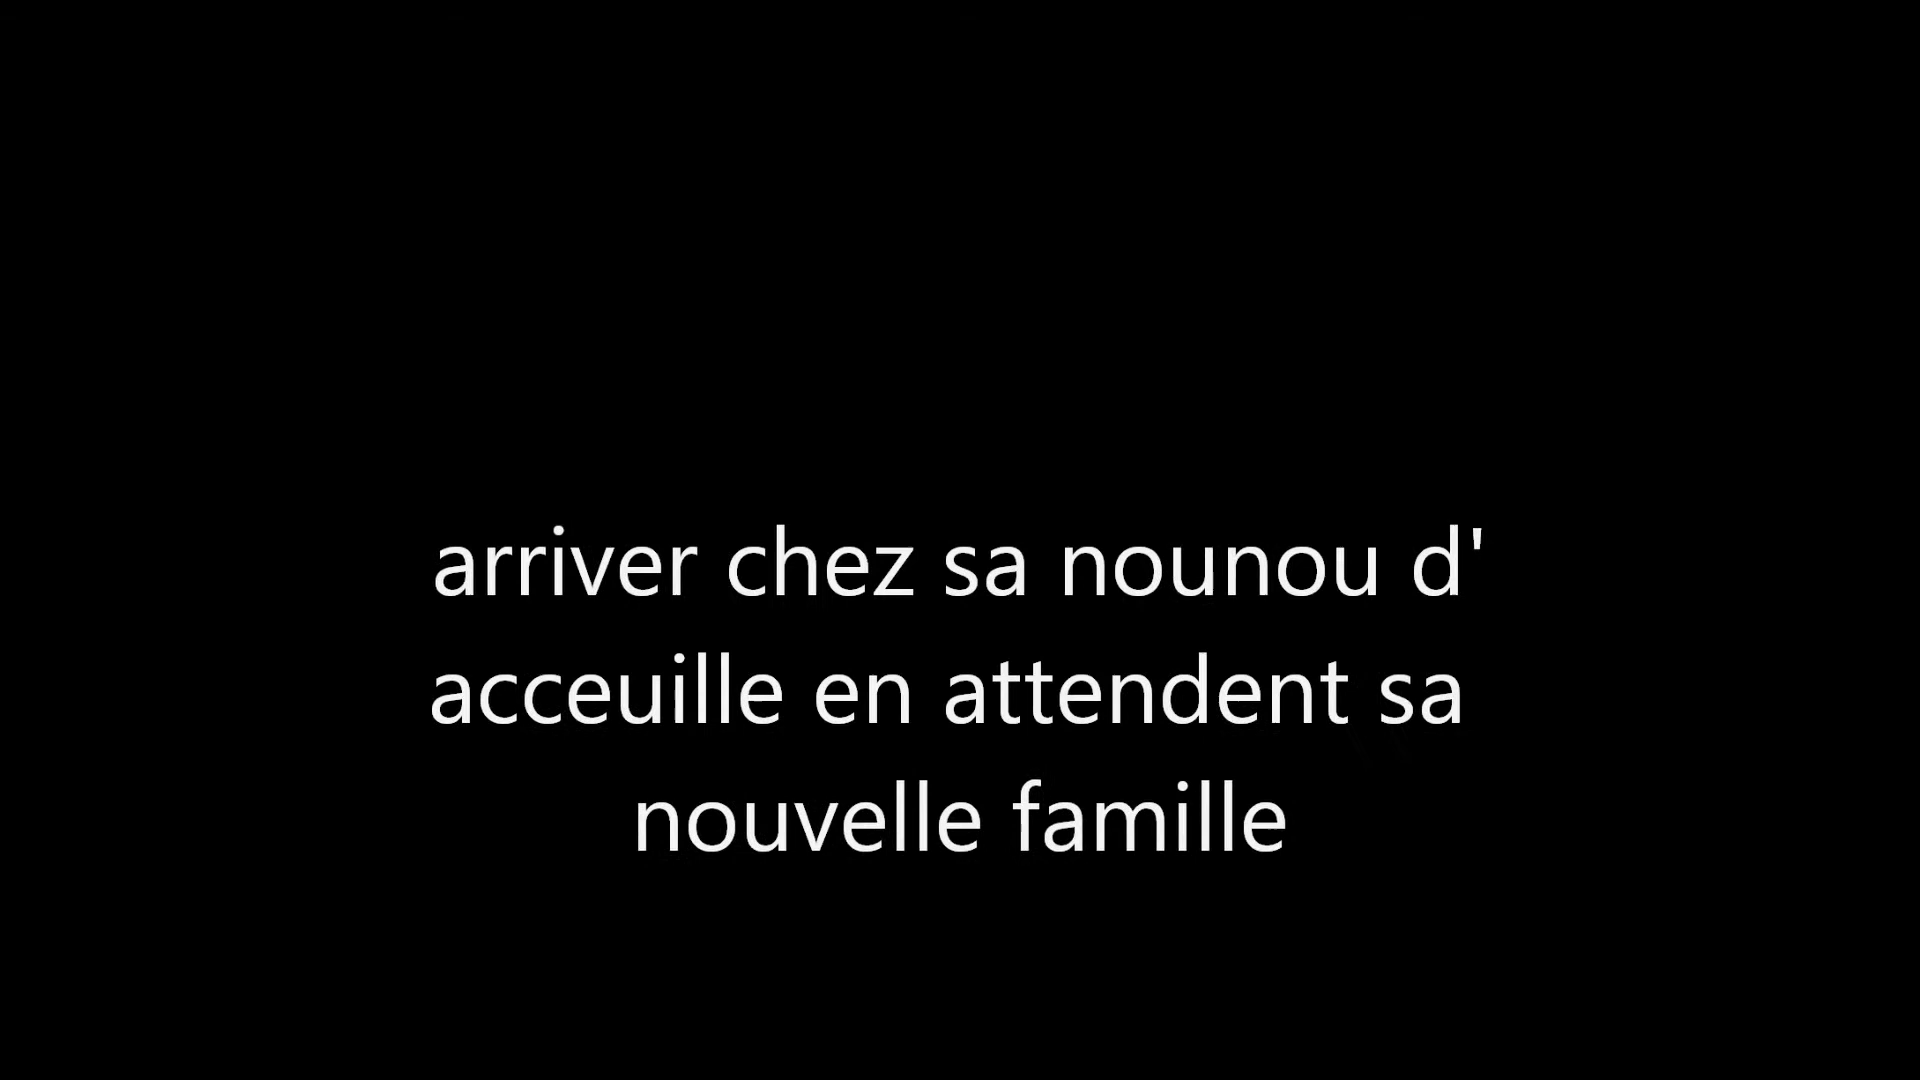 arriver chez sa nounou d'
acceuille en attendent sa
nouvelle famille